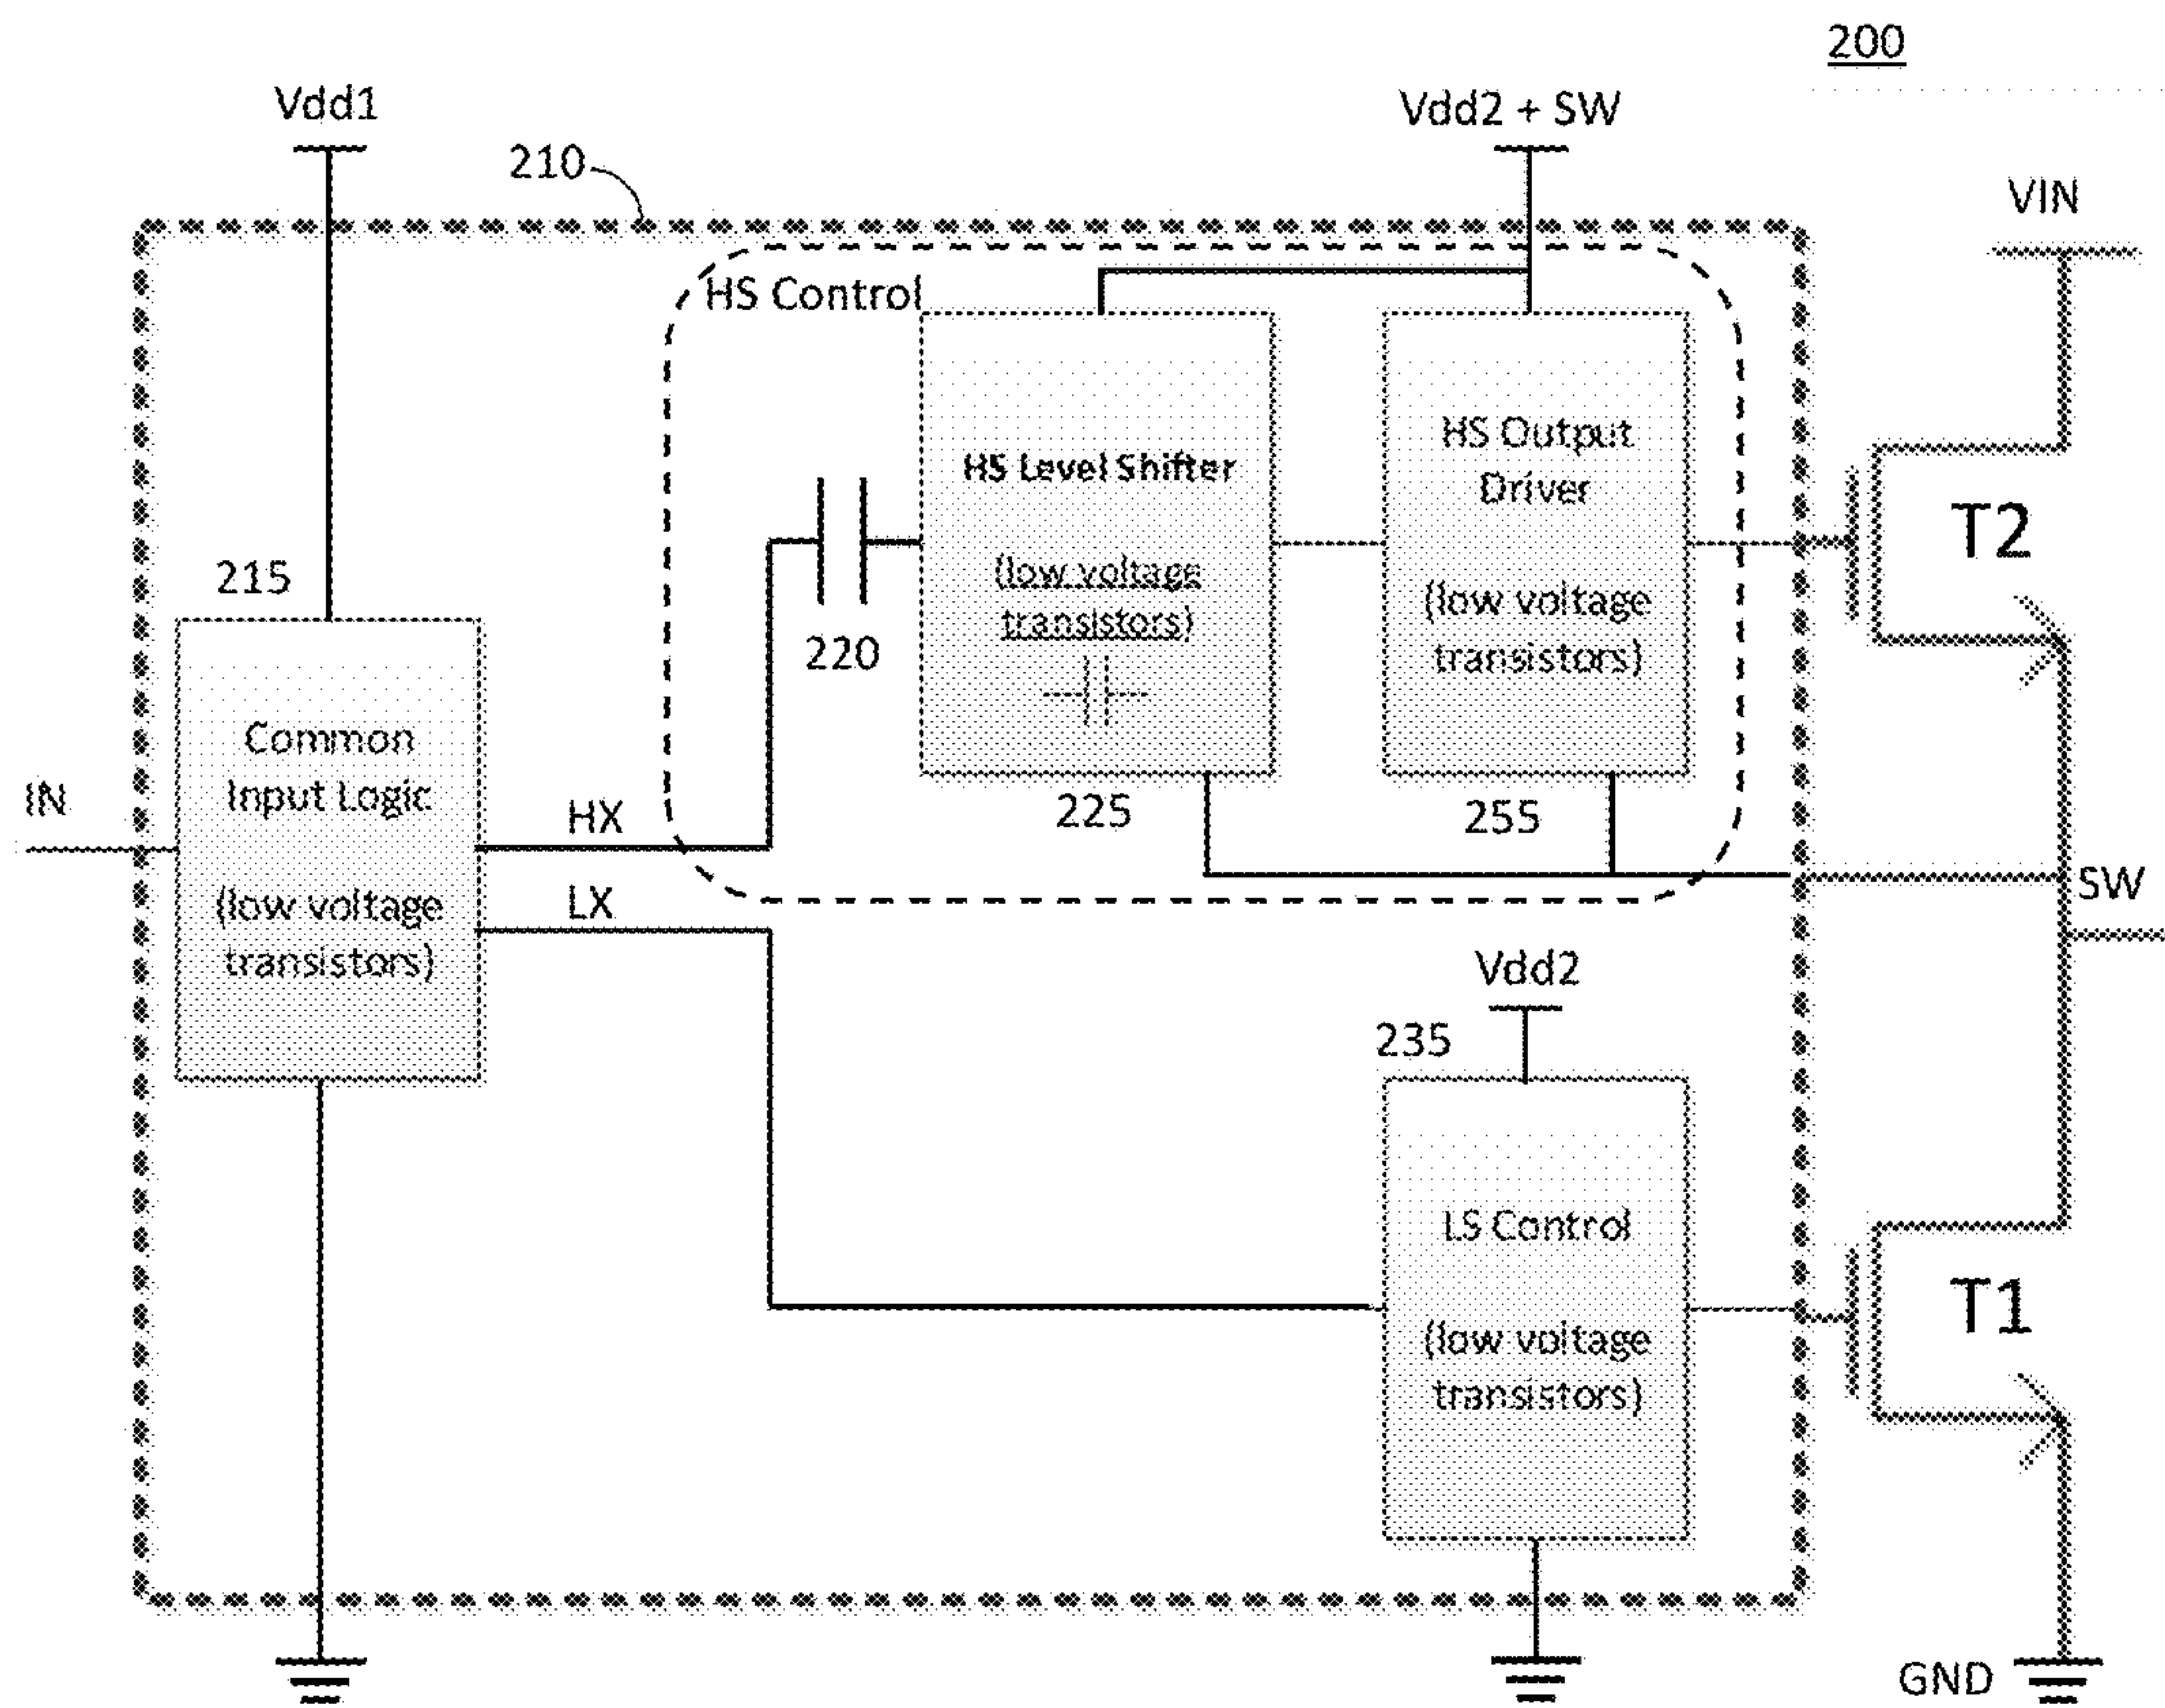 200
Vdd1
Vdd2 + SW
210
VIN
HS Control
HS Output
Driver
HS Level Shifter
T2
(low voltage
transistors)
(low voltage
transistors)
215
220
Common
Input Logic
IN
HX
225
255
(low voltage
transistors)
LX
SW
Vdd2
235
LS Control
T1
(low voltage
transistors)
GND